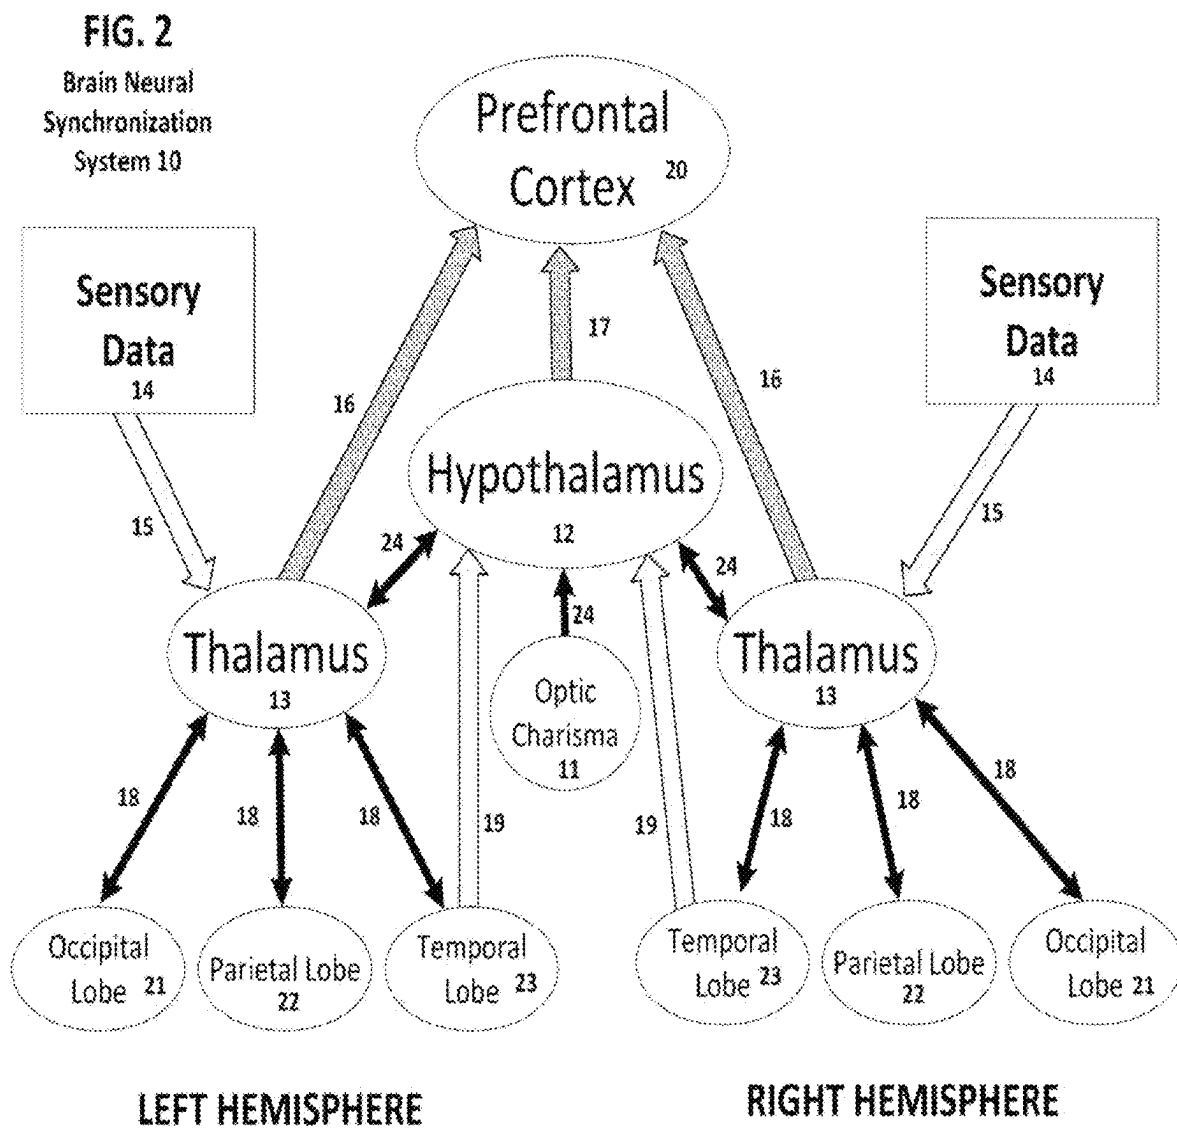 FIG. 2
Brain Neural
Synchronization
System 10
Prefrontal
Cortex 20
Sensory
Data
14
Sensory
Data
14
17
16
16
Hypothalamus
12
15
15
24
24
24
Thalamus
13
Thalamus
13
Optic
Charisma
11
18
18
18
19
19
18
18
18
Occipital
Lobe 21
Parietal Lobe
22
Temporal
Lobe 23
Temporal
Lobe 23
Parietal Lobe
22
Occipital
Lobe 21
LEFT HEMISPHERE
RIGHT HEMISPHERE